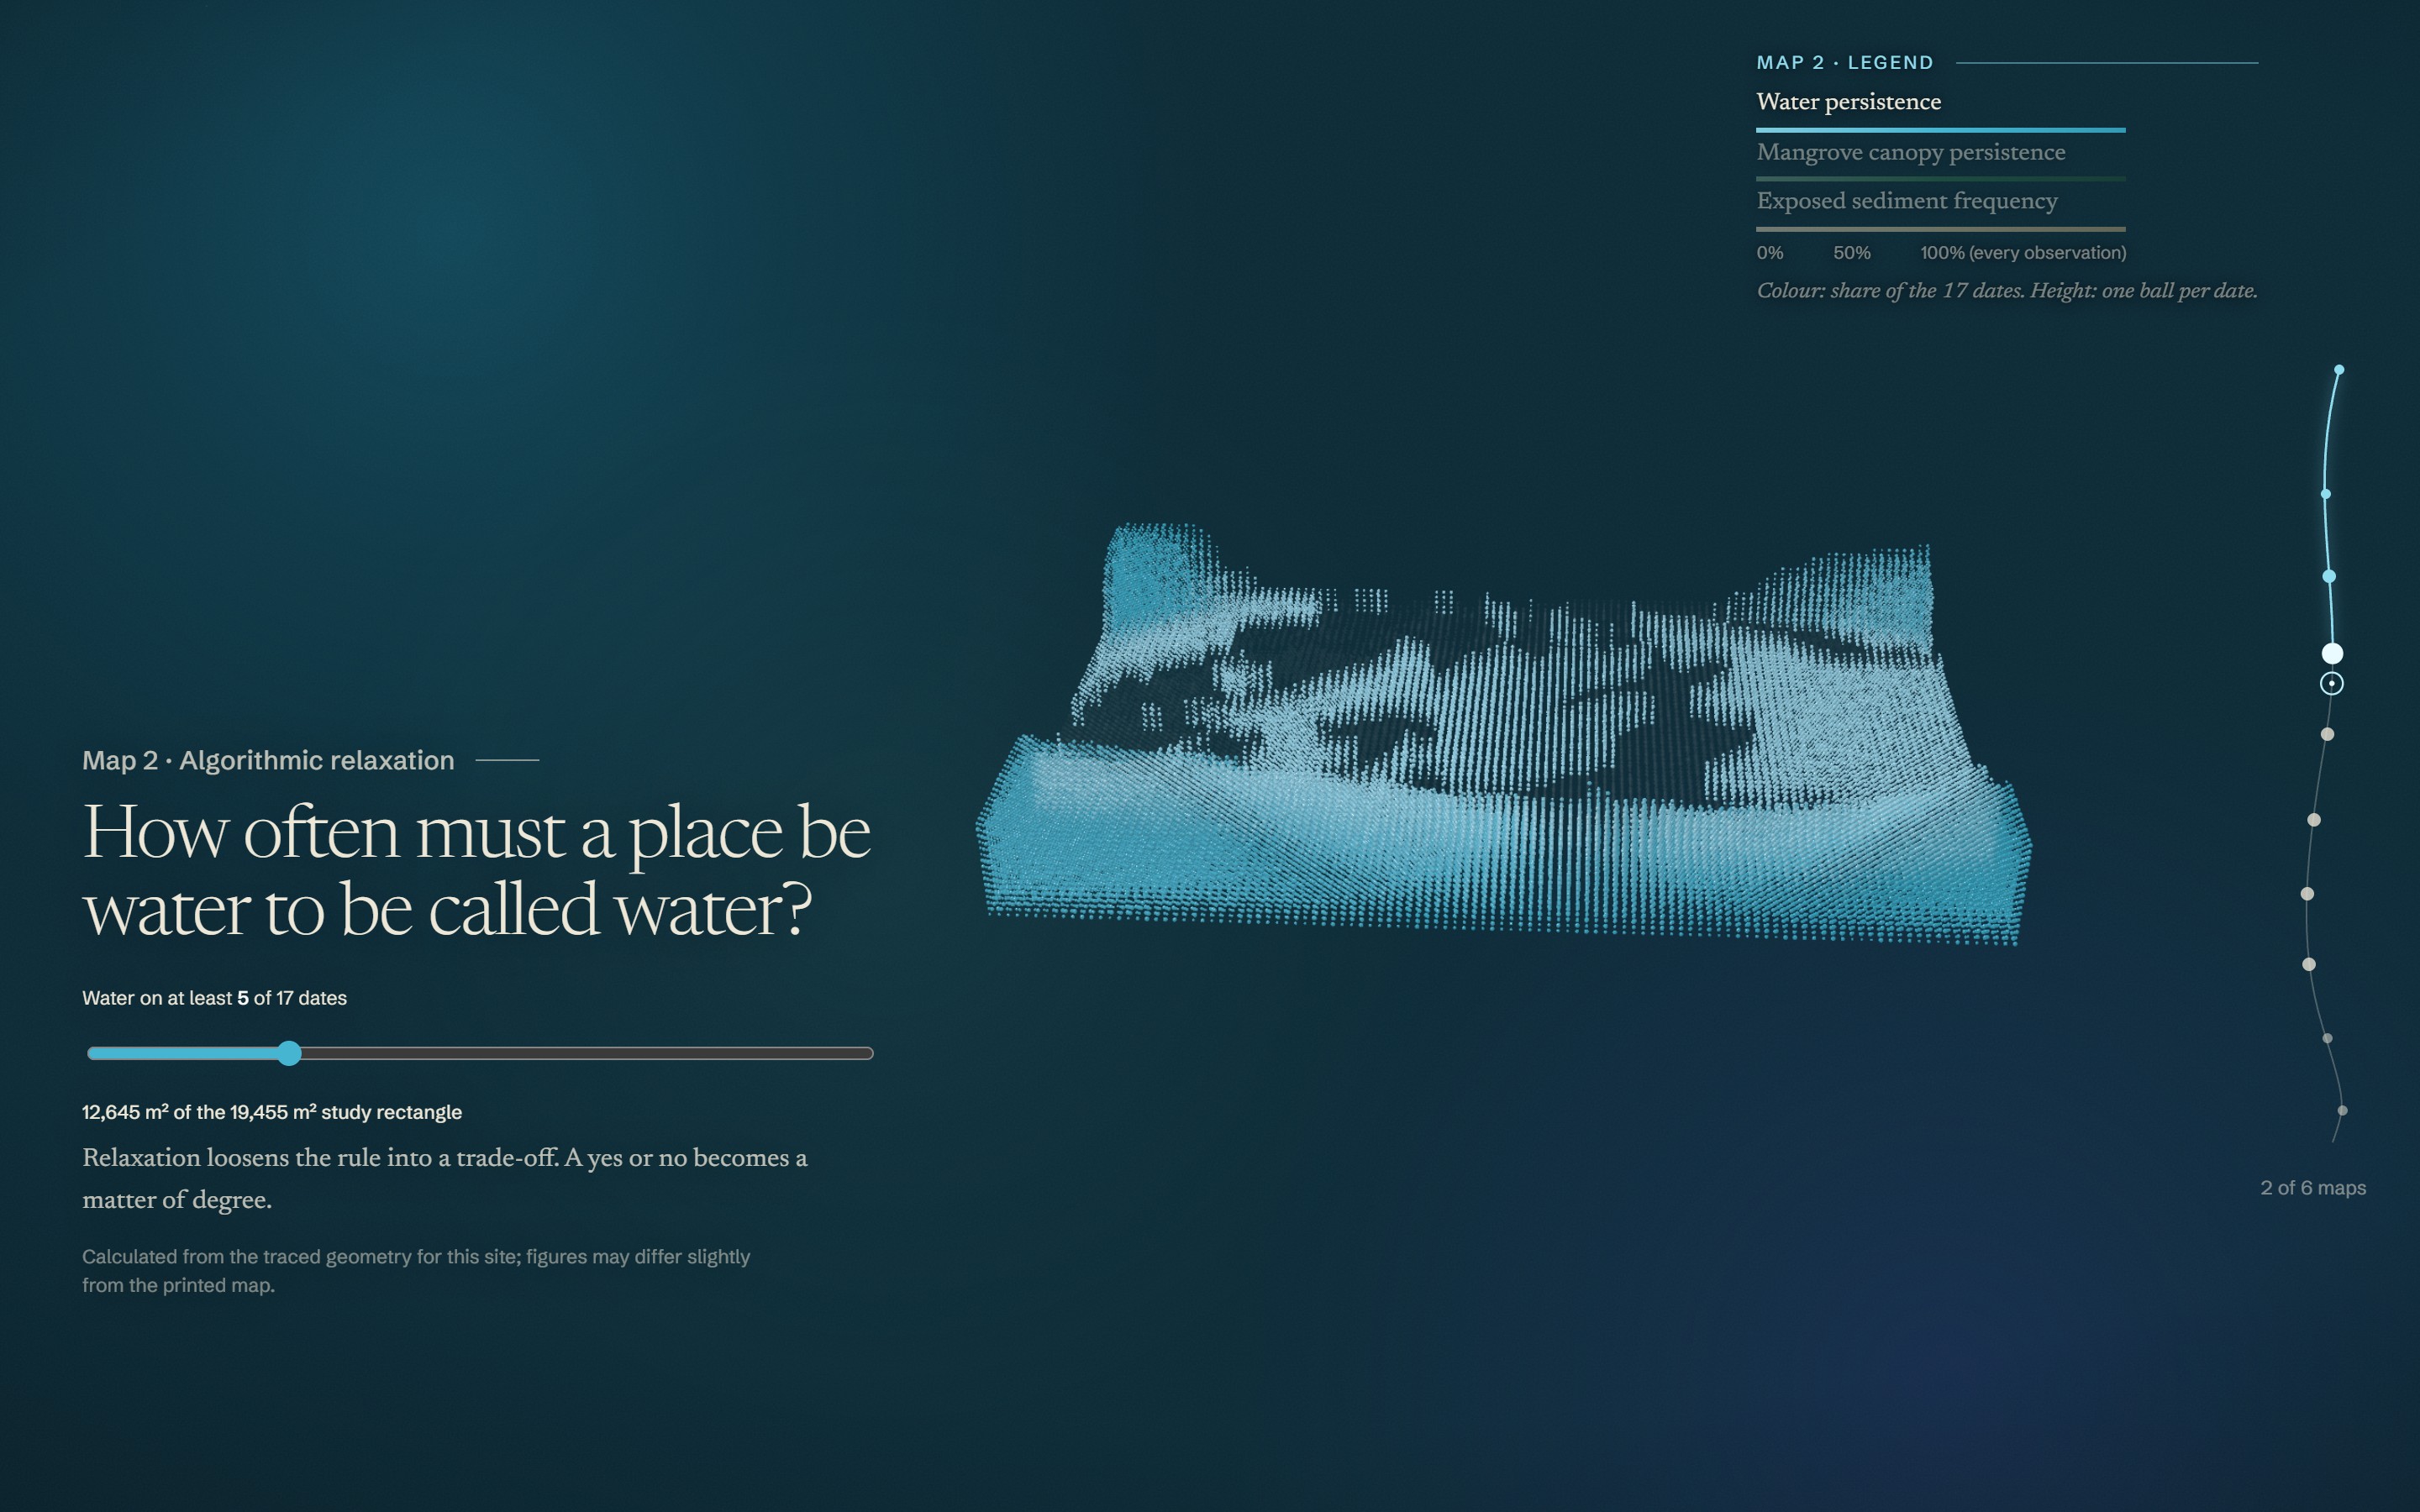 MAP 2 · LEGEND
Water persistence
Mangrove canopy persistence
Exposed sediment frequency
0% 50% 100% (every observation)
Colour: share of the 17 dates. Height: one ball per date.
Map 2 · Algorithmic relaxation
How often must a place be
water to be called water?
Water on at least 5 of 17 dates
12,645 m² of the 19,455 m² study rectangle
Relaxation loosens the rule into a trade-off. A yes or no becomes a
matter of degree.
Calculated from the traced geometry for this site; figures may differ slightly
from the printed map.
2 of 6 maps